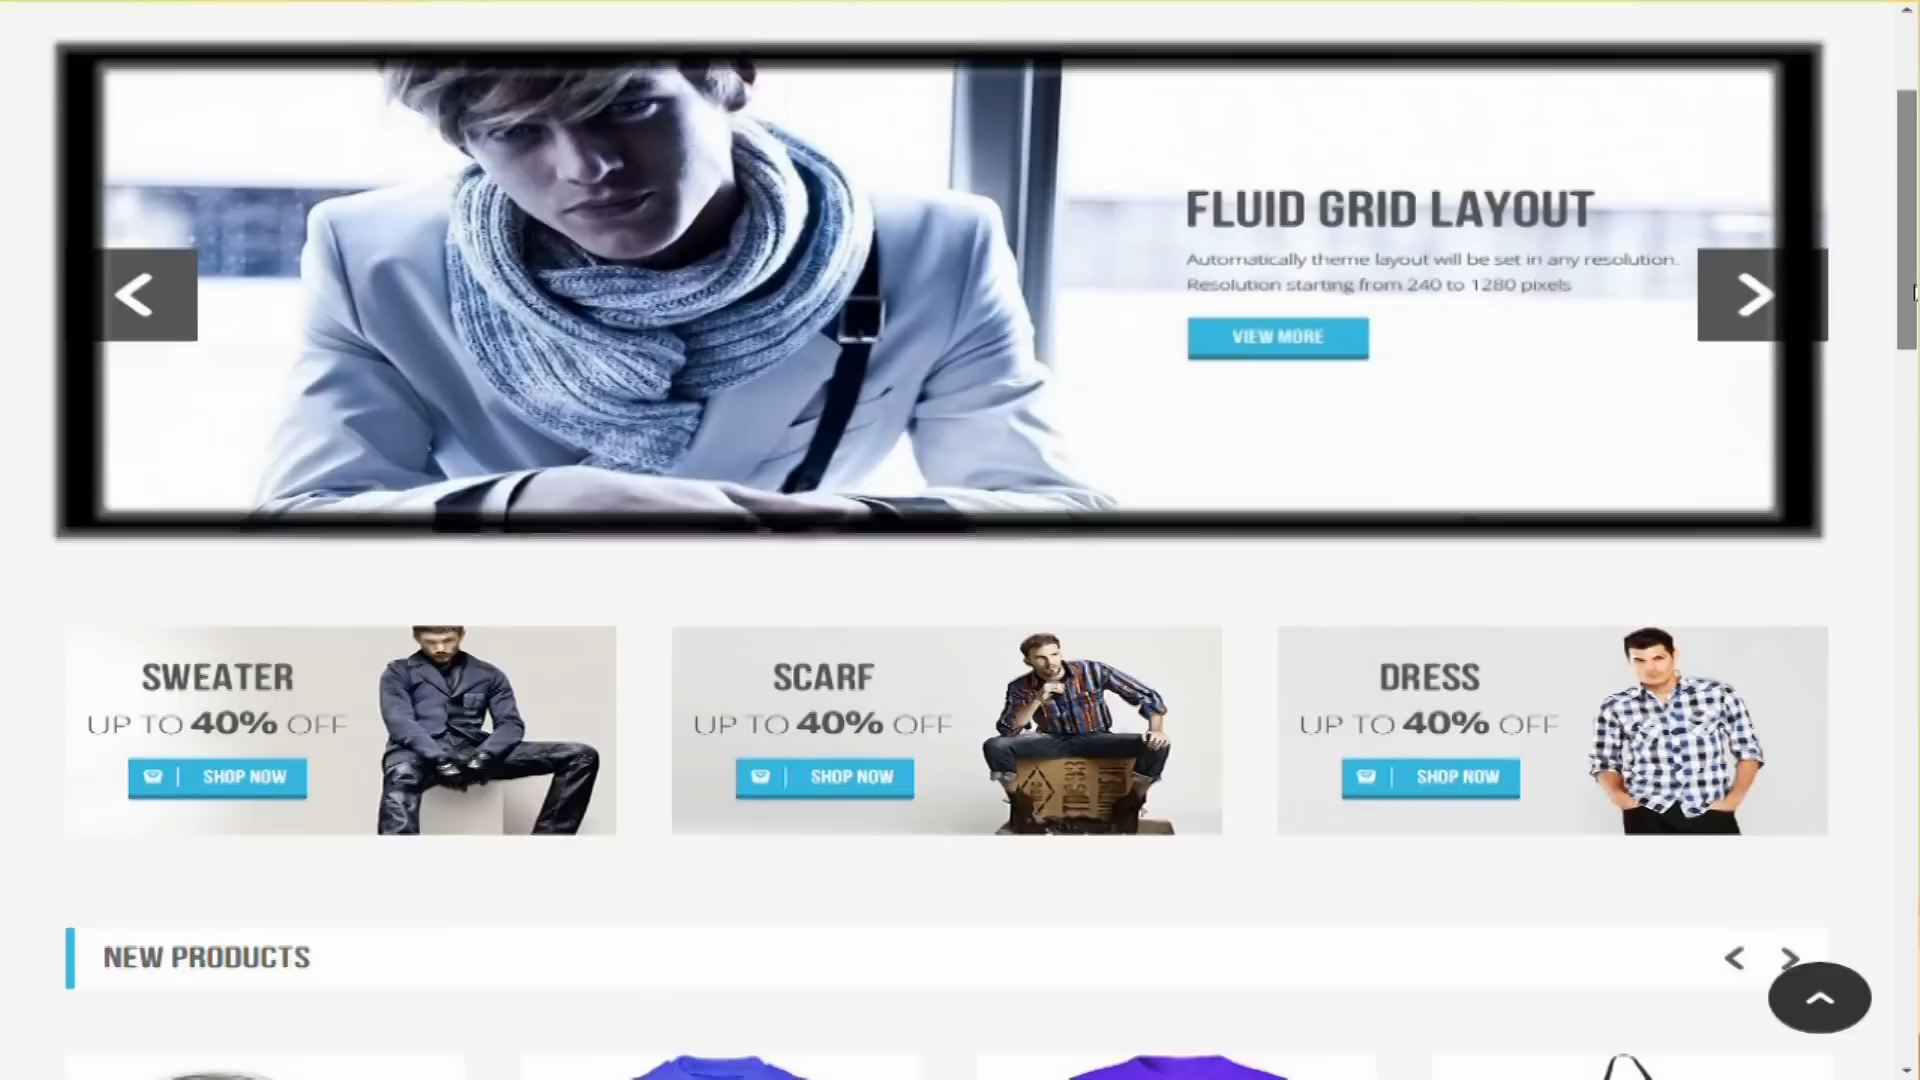 FLUID GRID LAYOUT
Automatically theme layout will be set in any resolution.
Resolution starting from 240 to 1280 pixels
VIEW MORE
SWEATER
UP TO 40% OFF
SHOP NOW
SCARF
UP TO 40% OFF
SHOP NOW
DRESS
UP TO 40% OFF
SHOP NOW
NEW PRODUCTS